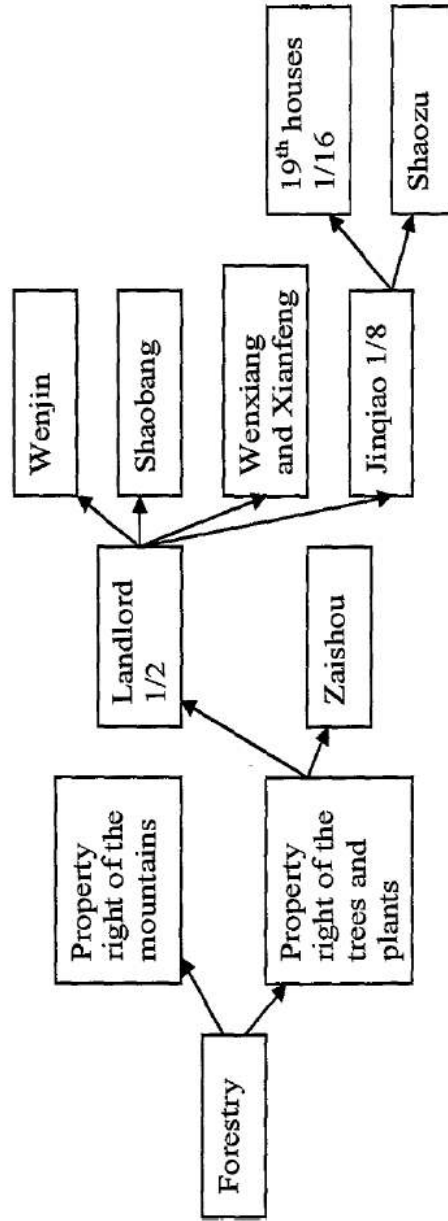 Forestry
Property
right of the
mountains
Property
right of the
trees and
plants
Landlord
1/2
Zaishou
Wenjin
Shaobang
Wenxiang
and Xianfeng
Jinqiao 1/8
19th houses
1/16
Shaozu